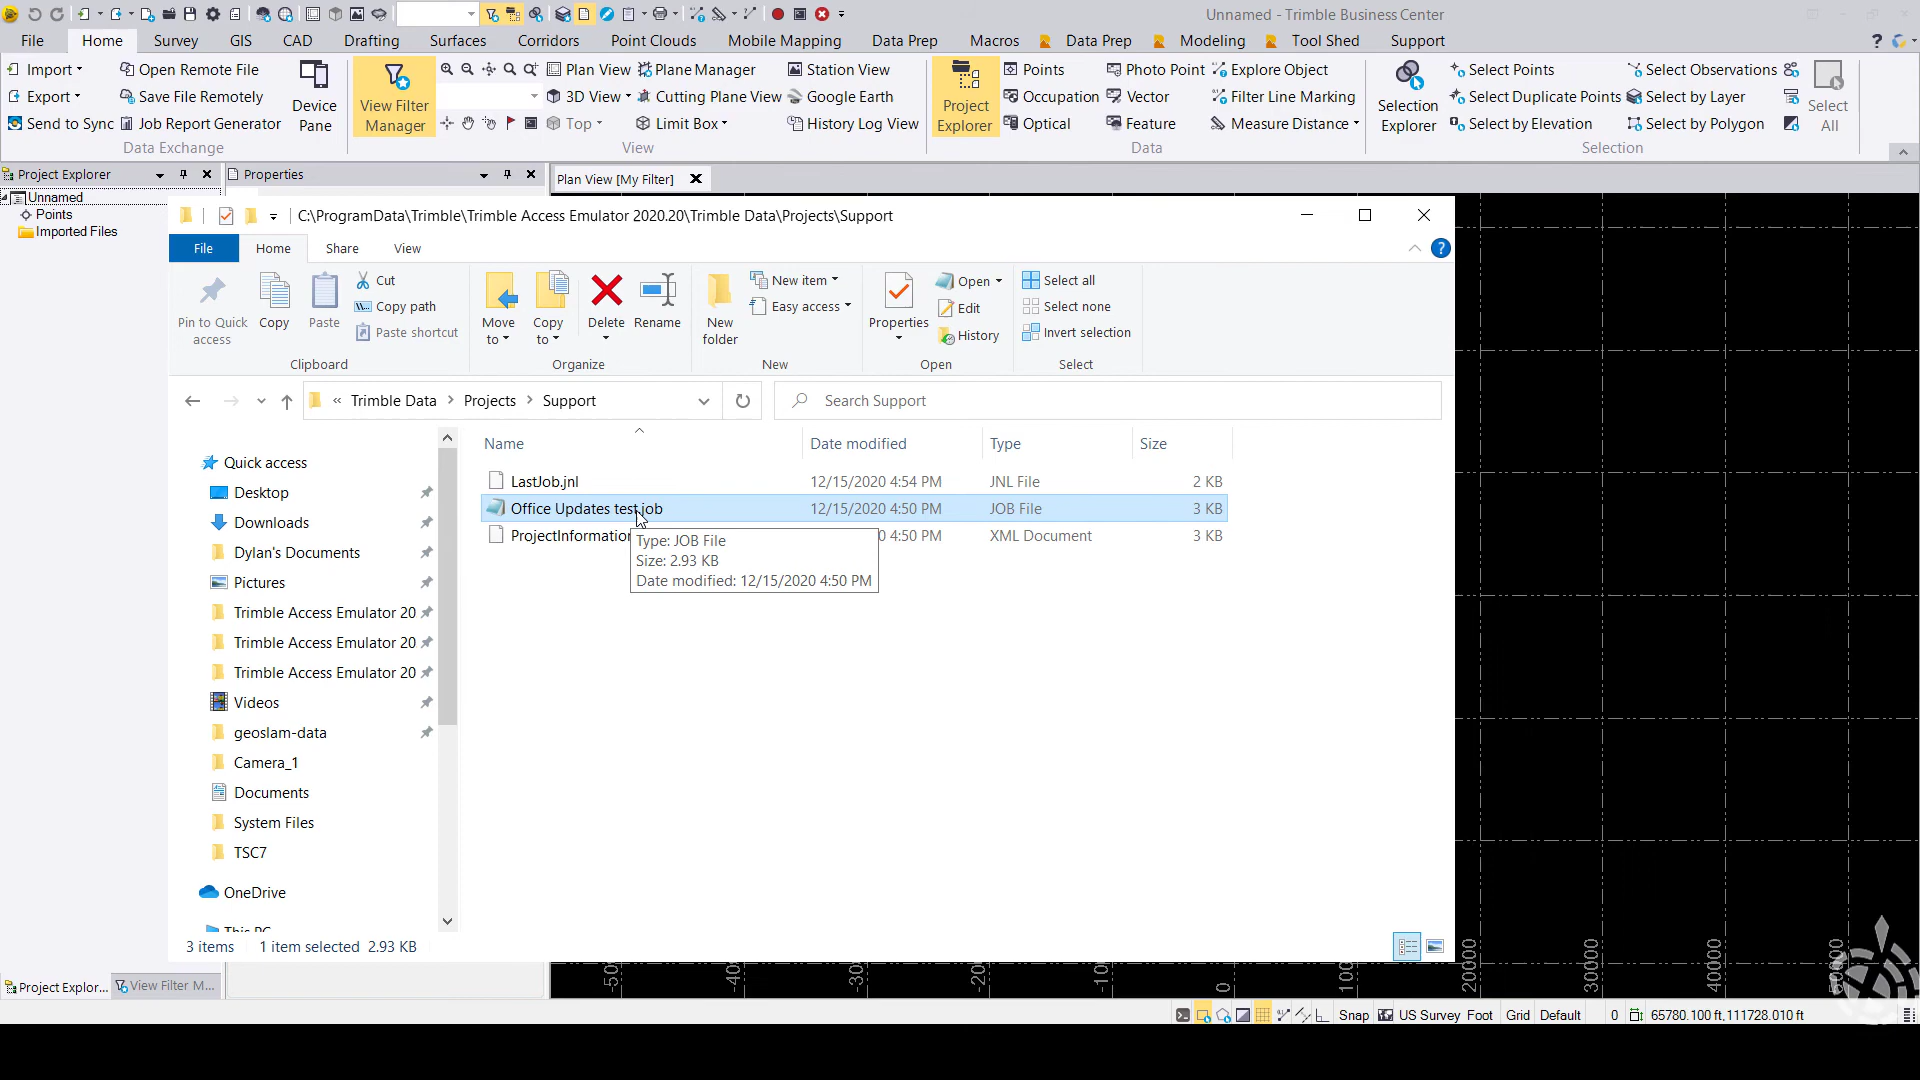 Unnamed - Trimble Business Center
File Home Survey GIS CAD Drafting Surfaces Corridors Point Clouds Mobile Mapping Data Prep Macros Data Prep Modeling Tool Shed Support
Import Open Remote File Plan View Plane Manager Station View Points Photo Point Explore Object Select Points Select Observations
Export Save File Remotely 3D View Cutting Plane View Google Earth Occupation Vector Filter Line Marking Select Duplicate Points Select by Layer
Device Pane View Filter Manager Project Explorer Selection Explorer Select All
Send to Sync Job Report Generator Top Limit Box History Log View Optical Feature Measure Distance Select by Elevation Select by Polygon
Data Exchange View Data Selection
Project Explorer Properties Plan View [My Filter]
Unnamed
Points
Imported Files
C:\ProgramData\Trimble\Trimble Access Emulator 2020.20\Trimble Data\Projects\Support
File Home Share View
Pin to Quick access Copy Paste Cut
Copy path
Paste shortcut
Move to Copy to Delete Rename New folder New item
Easy access
Properties Open
Edit
History
Select all
Select none
Invert selection
Clipboard Organize New Open Select
« Trimble Data Projects Support Search Support
Name Date modified Type Size
LastJob.jnl 12/15/2020 4:54 PM JNL File 2 KB
Office Updates test.job 12/15/2020 4:50 PM JOB File 3 KB
ProjectInformation 4:50 PM XML Document 3 KB
Type: JOB File
Size: 2.93 KB
Date modified: 12/15/2020 4:50 PM
Quick access
Desktop
Downloads
Dylan's Documents
Pictures
Trimble Access Emulator 20
Trimble Access Emulator 20
Trimble Access Emulator 20
Videos
geoslam-data
Camera_1
Documents
System Files
TSC7
OneDrive
This PC
3 items 1 item selected 2.93 KB
Project Explor... View Filter M...
0 20000 30000 40000
Snap US Survey Foot Grid Default 0 65780.100 ft,111728.010 ft